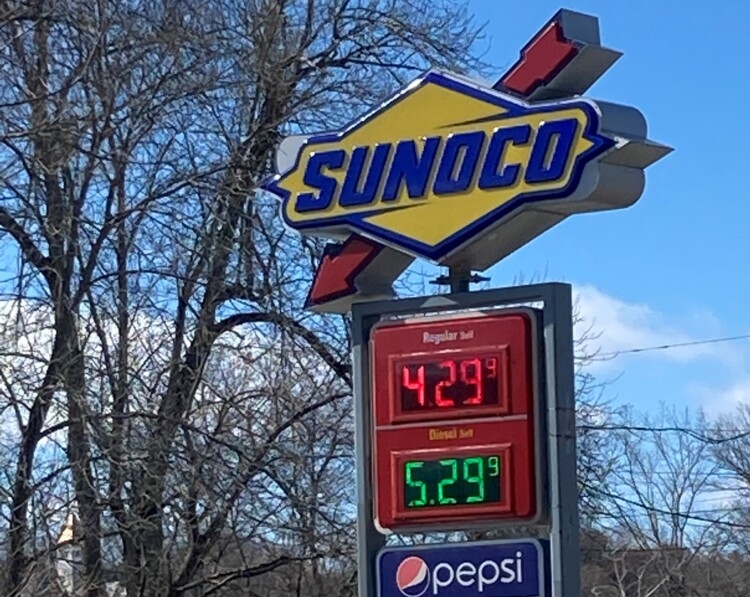 SUNOCO
Regular Self
4.29 9
Diesel Self
5.29 9
pepsi